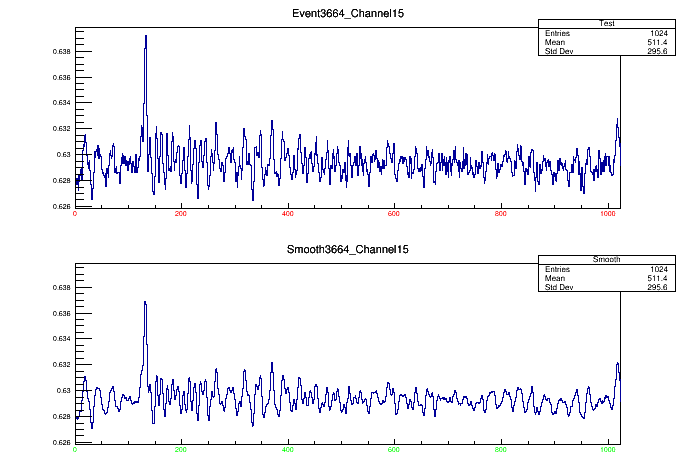 Event3664_Channel15
Test
Entries 1024
Mean 511.4
Std Dev 295.6
0.638
0.636
0.634
0.632
0.63
0.628
0.626
0 200 400 600 800 1000
Smooth3664_Channel15
Smooth
Entries 1024
Mean 511.4
Std Dev 295.6
0.638
0.636
0.634
0.632
0.63
0.628
0.626
0 200 400 600 800 1000